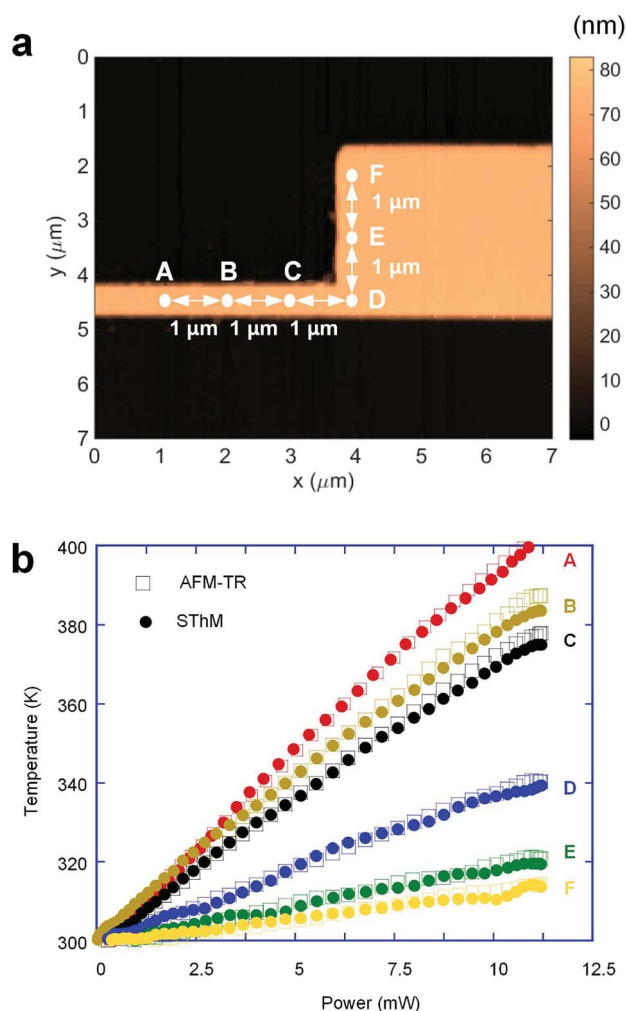 a
(nm)
0
1
2
3
4
5
6
7
y (μm)
0 1 2 3 4 5 6 7
x (μm)
80
70
60
50
40
30
20
10
0
F
1 μm
E
1 μm
A B C
D
1 μm 1 μm 1 μm
b
400
380
360
340
320
300
Temperature (K)
AFM-TR
SThM
A
B
C
D
E
F
0 2.5 5 7.5 10 12.5
Power (mW)